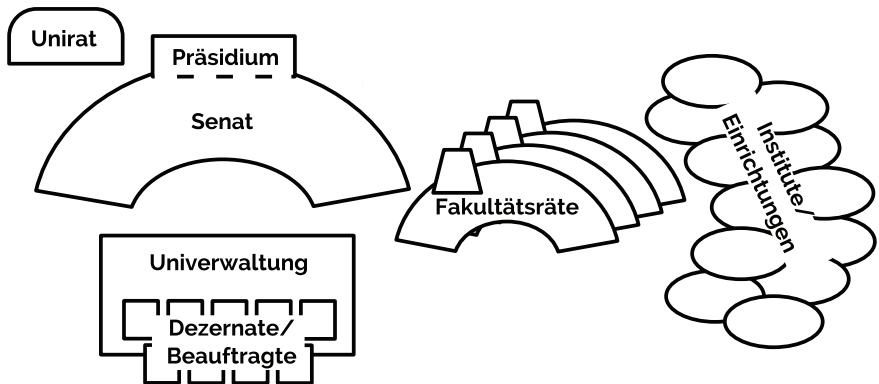 Unirat
Präsidium
Senat
Fakultätsräte
Institute/
Einrichtungen
Univerwaltung
Dezernate/
Beauftragte